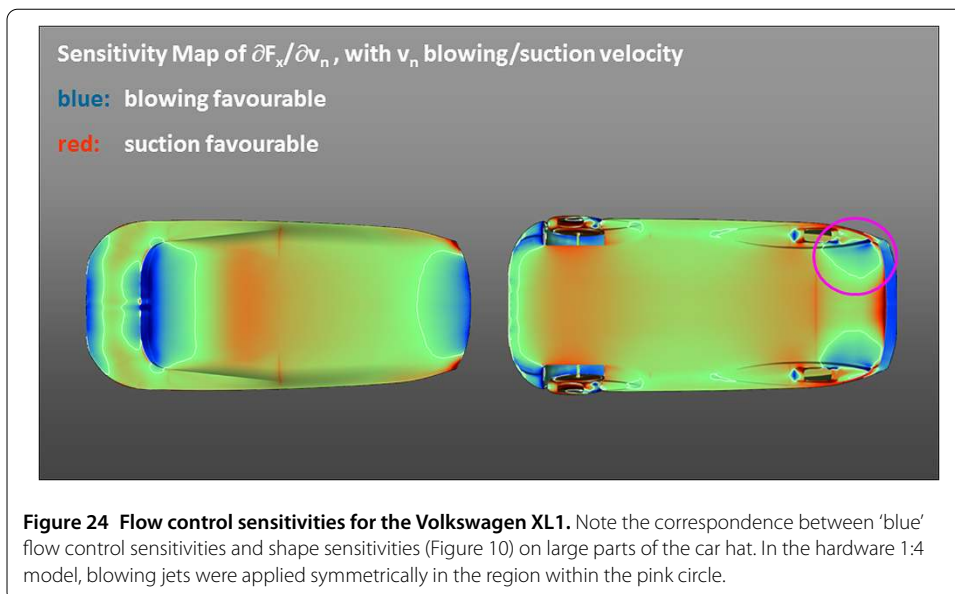 Sensitivity Map of ∂Fₓ/∂vₙ , with vₙ blowing/suction velocity
blue: blowing favourable
red: suction favourable
Figure 24 Flow control sensitivities for the Volkswagen XL1. Note the correspondence between ‘blue’
flow control sensitivities and shape sensitivities (Figure 10) on large parts of the car hat. In the hardware 1:4
model, blowing jets were applied symmetrically in the region within the pink circle.